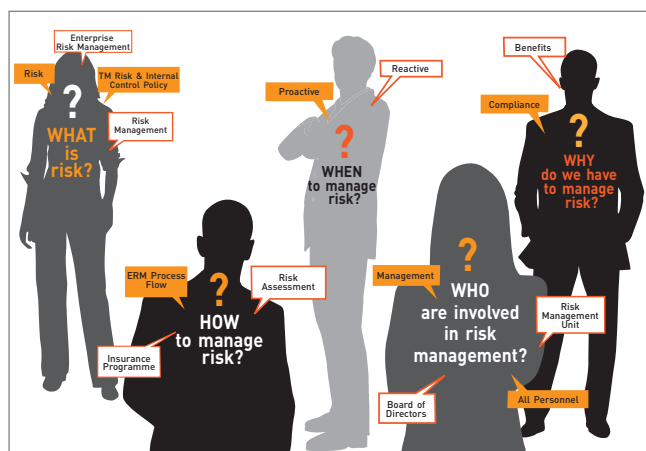 Enterprise
Risk Management
Risk
TM Risk & Internal
Control Policy
Risk
Management
?
WHAT
is
risk?
Proactive
Reactive
?
WHEN
to manage
risk?
Benefits
Compliance
?
WHY
do we have
to manage
risk?
ERM Process
Flow
Risk
Assessment
Insurance
Programme
?
HOW
to manage
risk?
Management
Risk
Management
Unit
Board of
Directors
All Personnel
?
WHO
are involved
in risk
management?